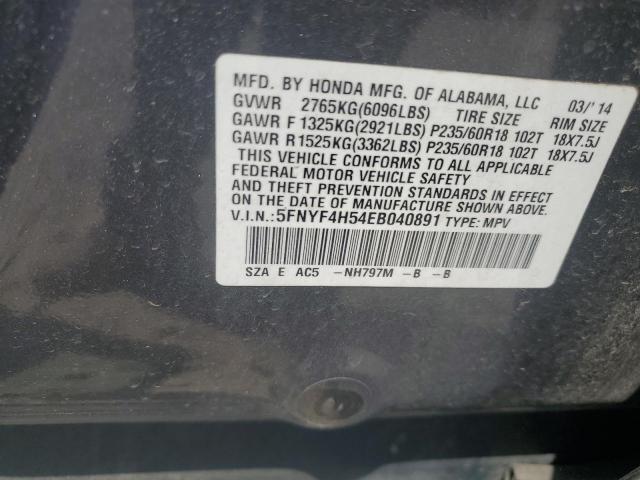 MFD. BY HONDA MFG. OF ALABAMA, LLC 03/'14
GVWR 2765KG(6096LBS) TIRE SIZE RIM SIZE
GAWR F 1325KG(2921LBS) P235/60R18 102T 18X7.5J
GAWR R1525KG(3362LBS) P235/60R18 102T 18X7.5J
THIS VEHICLE CONFORMS TO ALL APPLICABLE
FEDERAL MOTOR VEHICLE SAFETY
AND THEFT PREVENTION STANDARDS IN EFFECT
ON THE DATE OF MANUFACTURE SHOWN ABOVE.
V.I.N.:5FNYF4H54EB040891 TYPE: MPV
SZA E AC5 -NH797M -B -B